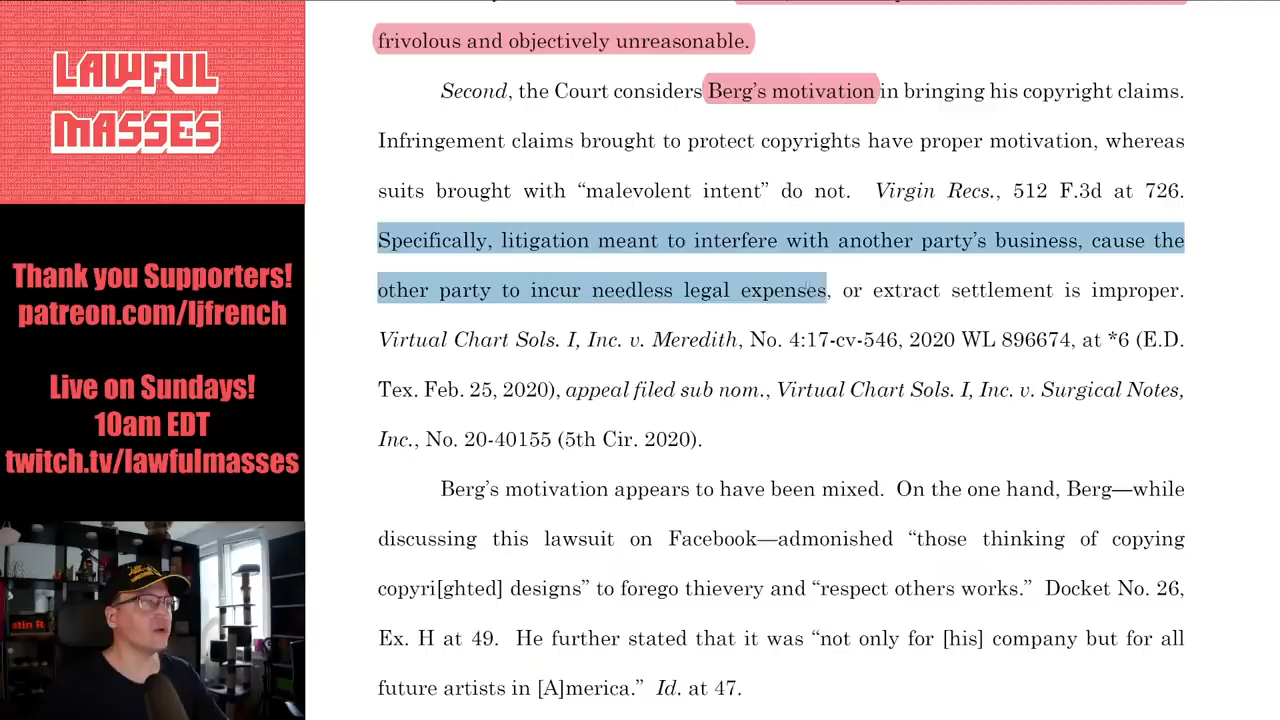 LAWFUL
MASSES
Thank you Supporters!
patreon.com/ljfrench
Live on Sundays!
10am EDT
twitch.tv/lawfulmasses
stin R
frivolous and objectively unreasonable.
Second, the Court considers Berg’s motivation in bringing his copyright claims.
Infringement claims brought to protect copyrights have proper motivation, whereas
suits brought with “malevolent intent” do not. Virgin Recs., 512 F.3d at 726.
Specifically, litigation meant to interfere with another party’s business, cause the
other party to incur needless legal expenses, or extract settlement is improper.
Virtual Chart Sols. I, Inc. v. Meredith, No. 4:17-cv-546, 2020 WL 896674, at *6 (E.D.
Tex. Feb. 25, 2020), appeal filed sub nom., Virtual Chart Sols. I, Inc. v. Surgical Notes,
Inc., No. 20-40155 (5th Cir. 2020).
Berg’s motivation appears to have been mixed. On the one hand, Berg—while
discussing this lawsuit on Facebook—admonished “those thinking of copying
copyri[ghted] designs” to forego thievery and “respect others works.” Docket No. 26,
Ex. H at 49. He further stated that it was “not only for [his] company but for all
future artists in [A]merica.” Id. at 47.